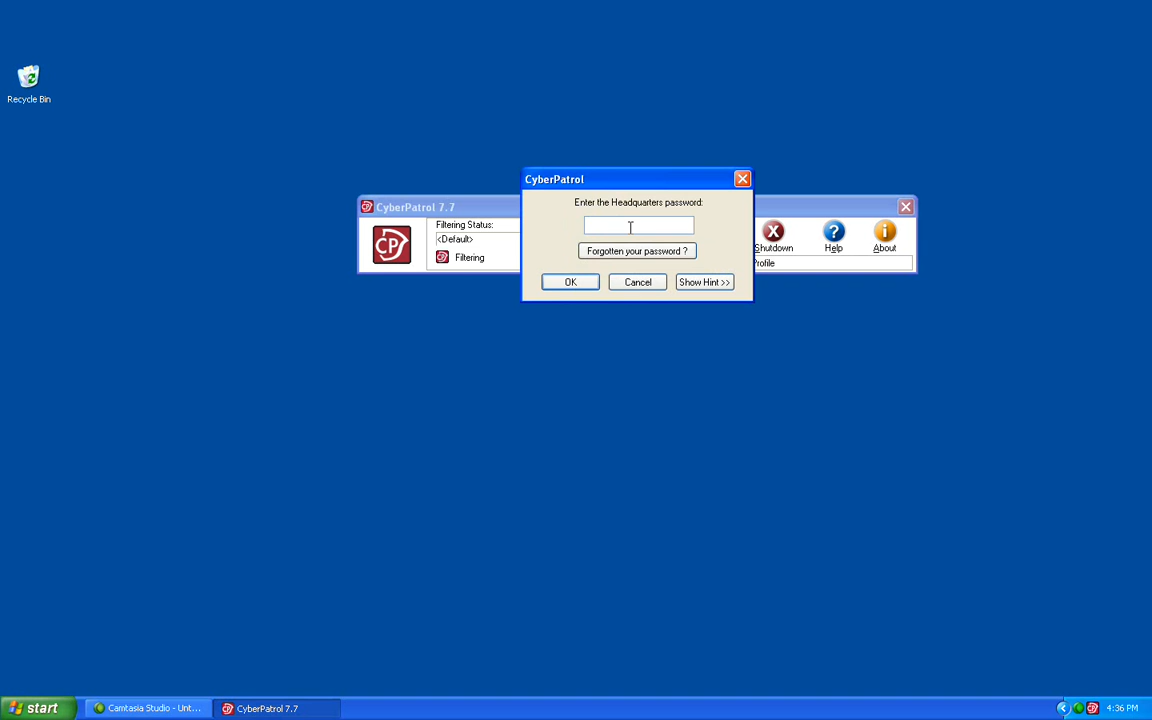 Recycle Bin
CyberPatrol
Enter the Headquarters password:
Forgotten your password ?
OK Cancel Show Hint >>
CyberPatrol 7.7
CP
Filtering Status:
<Default>
Filtering
Shutdown Help About
Profile
start Camtasia Studio - Unt... CyberPatrol 7.7 4:36 PM